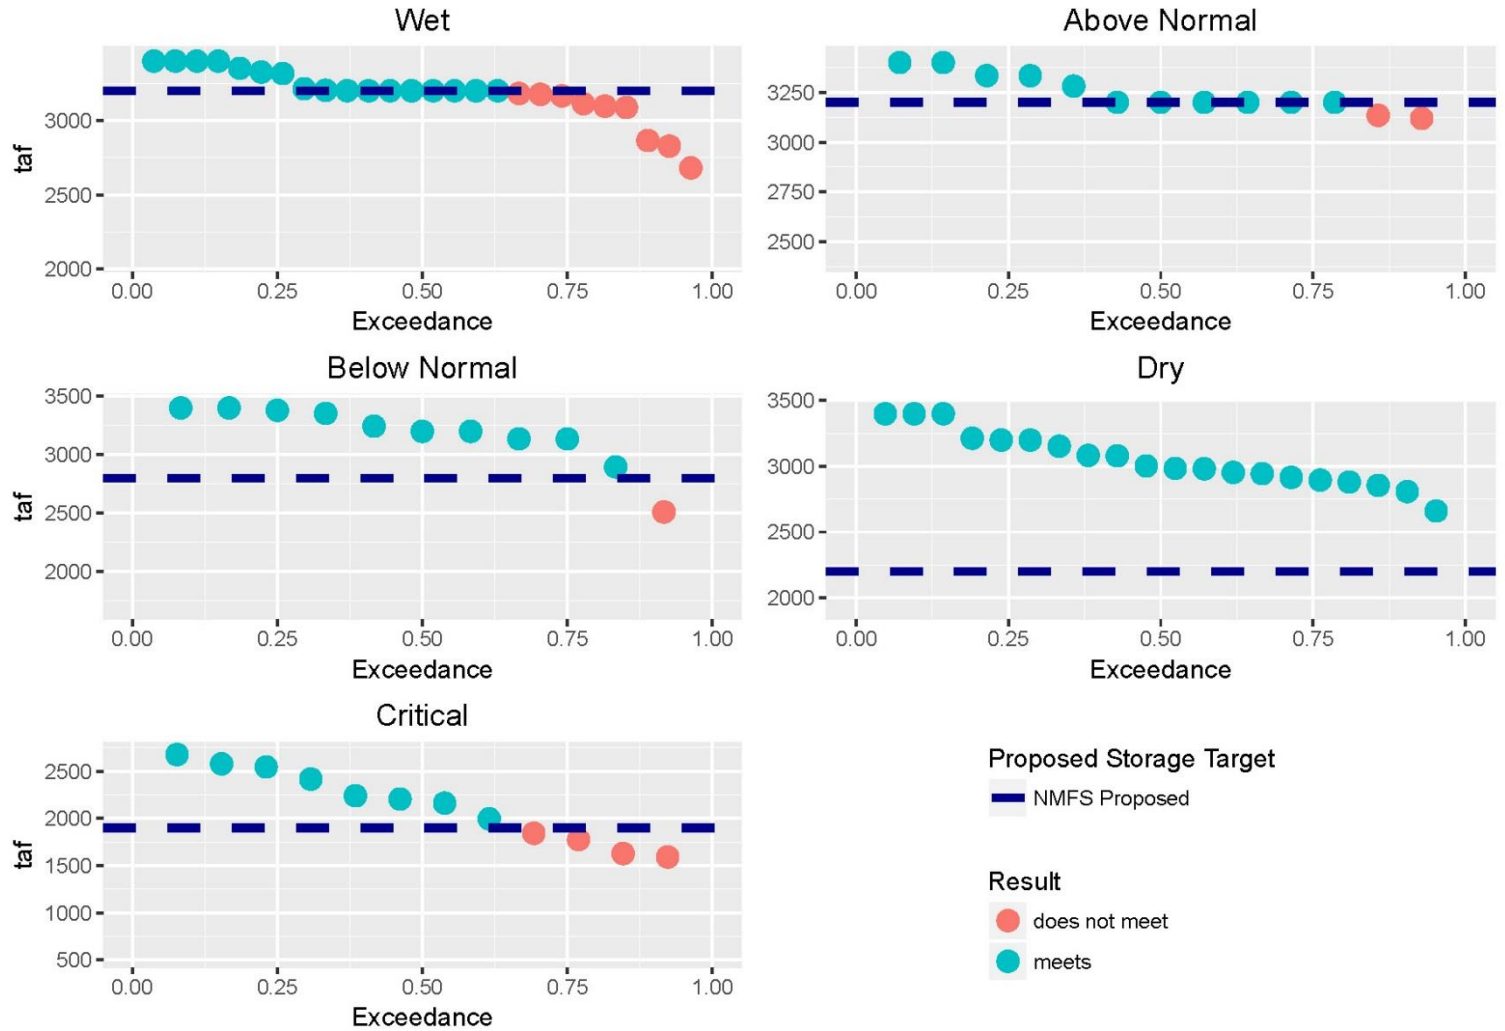 Wet
3000
2500
2000
taf
0.00 0.25 0.50 0.75 1.00
Exceedance
Above Normal
3250
3000
2750
2500
0.00 0.25 0.50 0.75 1.00
Exceedance
Below Normal
3500
3000
2500
2000
taf
0.00 0.25 0.50 0.75 1.00
Exceedance
Dry
3500
3000
2500
2000
0.00 0.25 0.50 0.75 1.00
Exceedance
Critical
2500
2000
1500
1000
500
taf
0.00 0.25 0.50 0.75 1.00
Exceedance
Proposed Storage Target
NMFS Proposed
Result
does not meet
meets